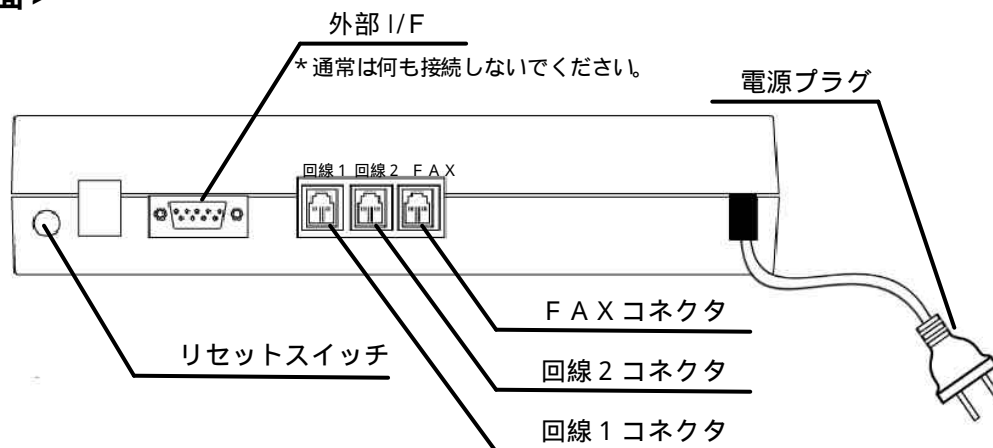 面>
外部 I/F
*通常は何も接続しないでください。
電源プラグ
回線1 回線2 FAX
FAXコネクタ
リセットスイッチ
回線2コネクタ
回線1コネクタ